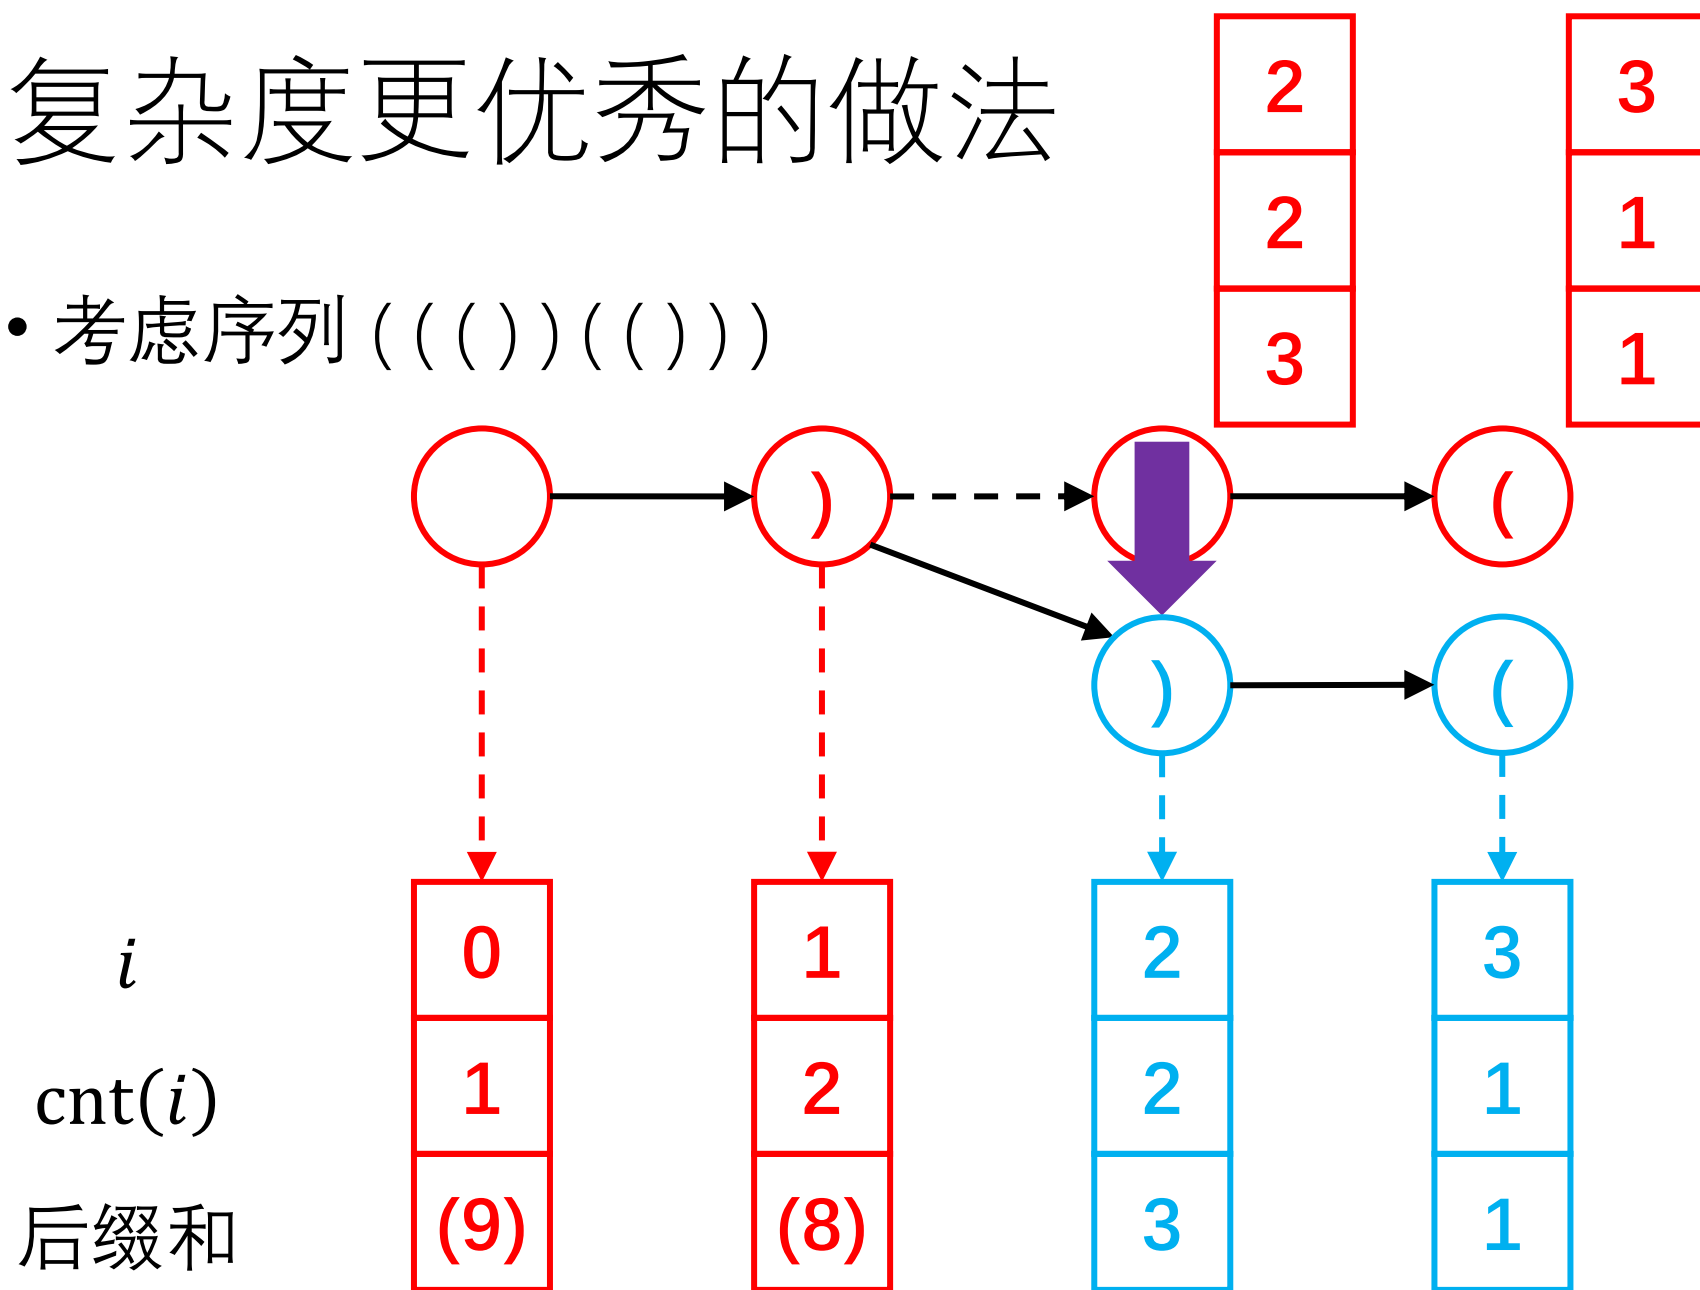 复杂度更优秀的做法
2 3
2 1
3 1
• 考虑序列 ((())(()))
) (
) (
i 0 1 2 3
cnt(i) 1 2 2 1
后缀和 (9) (8) 3 1